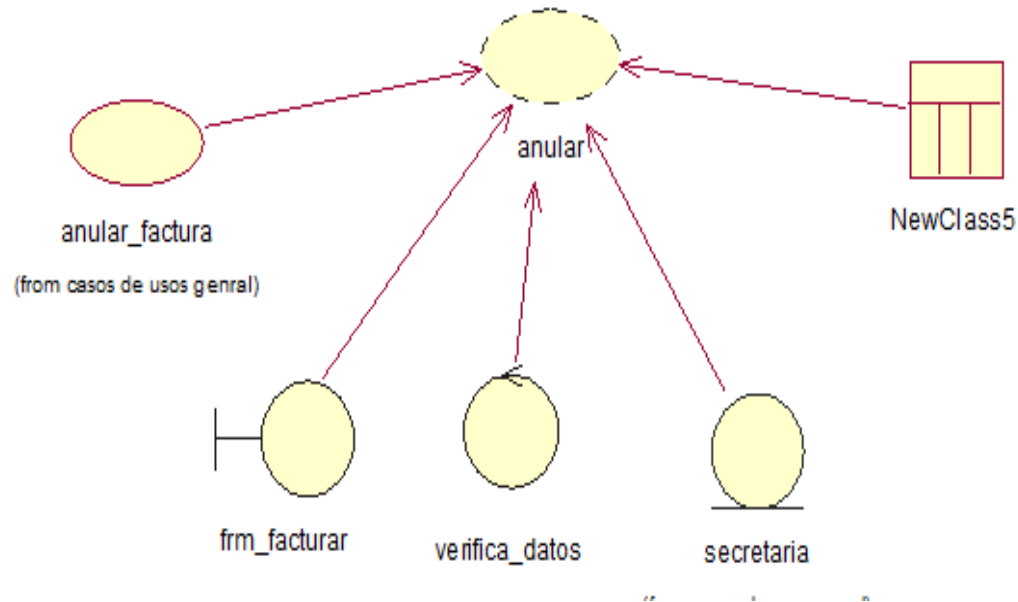 anular
NewClass5
anular_factura
(from casos de usos genral)
frm_facturar
verifica_datos
secretaria